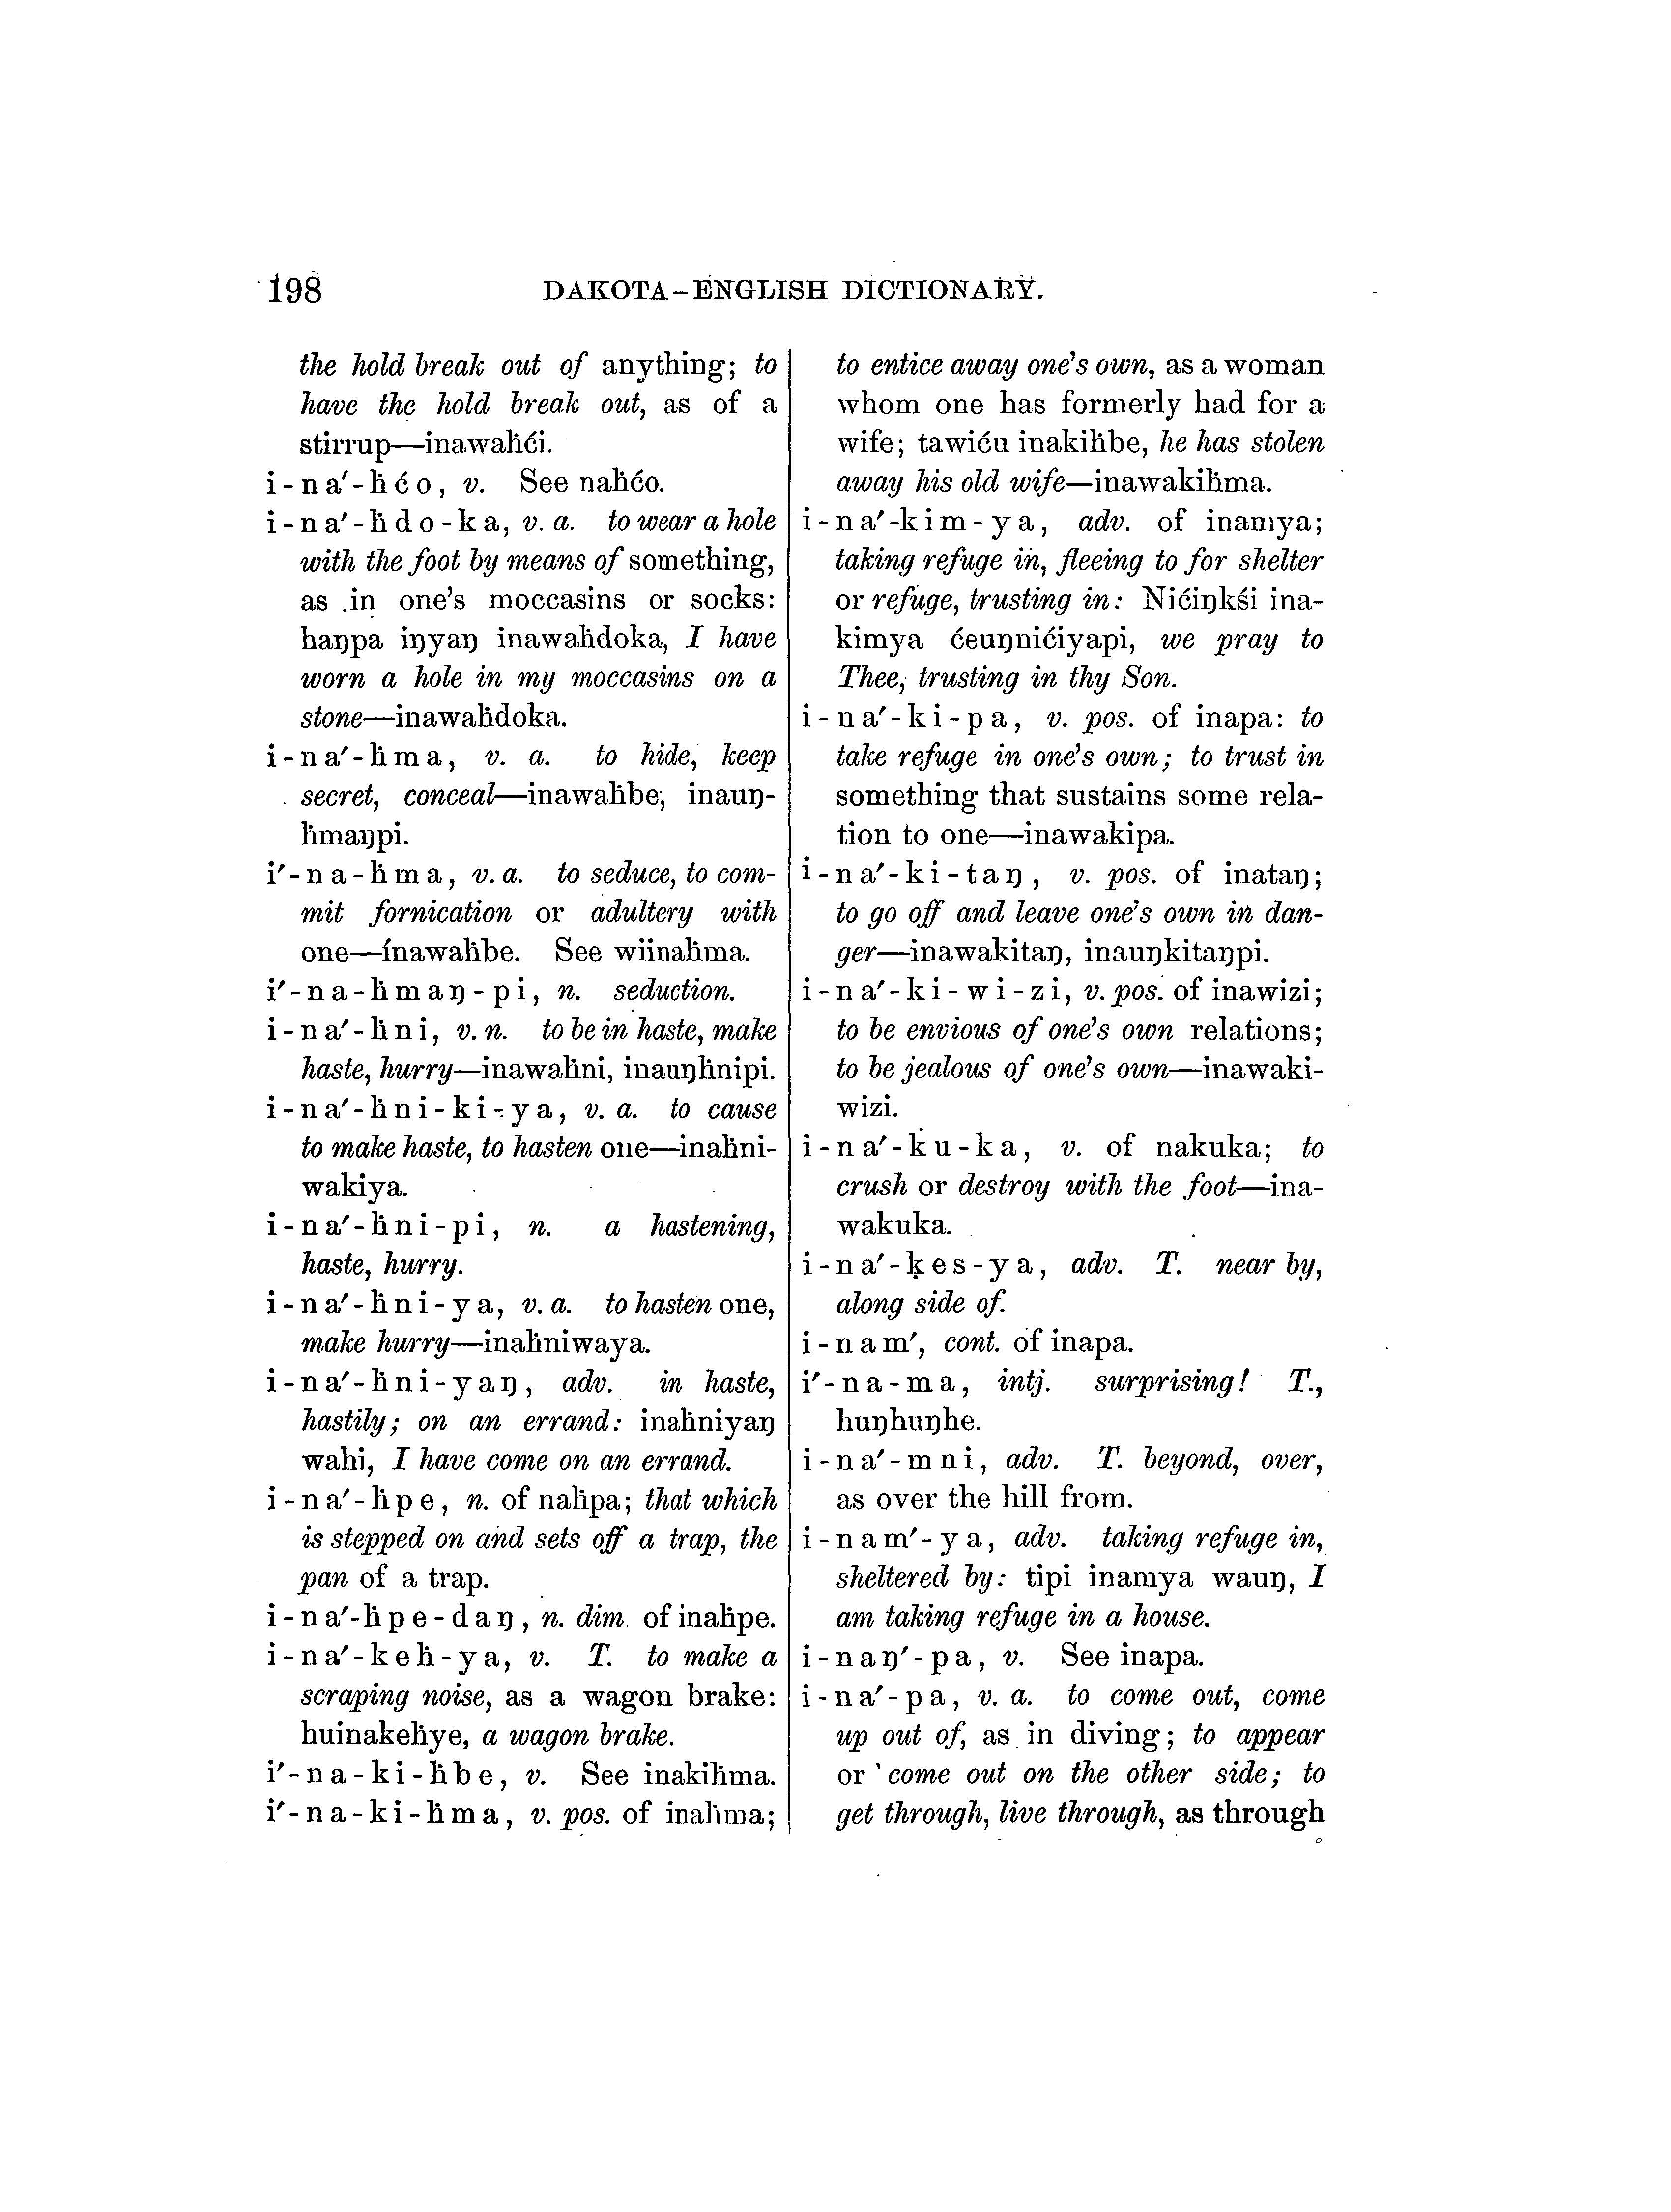 198 DAKOTA-ENGLISH DICTIONARY.
the hold break out of anything; to
have the hold break out, as of a
stirrup—inawaḣći.
i-na′-ḣćo, v. See naḣćo.
i-na′-ḣdo-ka, v. a. to wear a hole
with the foot by means of something,
as in one's moccasins or socks:
haŋpa iŋyaŋ inawaḣdoka, I have
worn a hole in my moccasins on a
stone—inawaḣdoka.
i-na′-ḣma, v. a. to hide, keep
secret, conceal—inawaḣbe, inauŋ-
ḣmaŋpi.
i′-na-ḣma, v. a. to seduce, to com-
mit fornication or adultery with
one—ínawaḣbe. See wiinaḣma.
i′-na-ḣmaŋ-pi, n. seduction.
i-na′-ḣni, v. n. to be in haste, make
haste, hurry—inawaḣni, inauŋḣnipi.
i-na′-ḣni-ki-ya, v. a. to cause
to make haste, to hasten one—inaḣni-
wakiya.
i-na′-ḣni-pi, n. a hastening,
haste, hurry.
i-na′-ḣni-ya, v. a. to hasten one,
make hurry—inaḣniwaya.
i-na′-ḣni-yaŋ, adv. in haste,
hastily; on an errand: inaḣniyaŋ
wahi, I have come on an errand.
i-na′-ḣpe, n. of naḣpa; that which
is stepped on and sets off a trap, the
pan of a trap.
i-na′-ḣpe-daŋ, n. dim. of inaḣpe.
i-na′-keḣ-ya, v. T. to make a
scraping noise, as a wagon brake:
huinakeḣye, a wagon brake.
i′-na-ki-ḣbe, v. See inakiḣma.
i′-na-ki-ḣma, v. pos. of inaḣma;
to entice away one's own, as a woman
whom one has formerly had for a
wife; tawiću inakiḣbe, he has stolen
away his old wife—inawakiḣma.
i-na′-kim-ya, adv. of inamya;
taking refuge in, fleeing to for shelter
or refuge, trusting in: Nićiŋkśi ina-
kimya ćeuŋnićiyapi, we pray to
Thee, trusting in thy Son.
i-na′-ki-pa, v. pos. of inapa: to
take refuge in one's own; to trust in
something that sustains some rela-
tion to one—inawakipa.
i-na′-ki-taŋ, v. pos. of inataŋ;
to go off and leave one's own in dan-
ger—inawakitaŋ, inauŋkitaŋpi.
i-na′-ki-wi-zi, v. pos. of inawizi;
to be envious of one's own relations;
to be jealous of one's own—inawaki-
wizi.
i-na′-ku-ka, v. of nakuka; to
crush or destroy with the foot—ina-
wakuka.
i-na′-ḳes-ya, adv. T. near by,
along side of.
i-nam′, cont. of inapa.
i′-na-ma, intj. surprising! T.,
huŋhuŋhe.
i-na′-mni, adv. T. beyond, over,
as over the hill from.
i-nam′-ya, adv. taking refuge in,
sheltered by: tipi inamya wauŋ, I
am taking refuge in a house.
i-naŋ′-pa, v. See inapa.
i-na′-pa, v. a. to come out, come
up out of, as in diving; to appear
or come out on the other side; to
get through, live through, as through